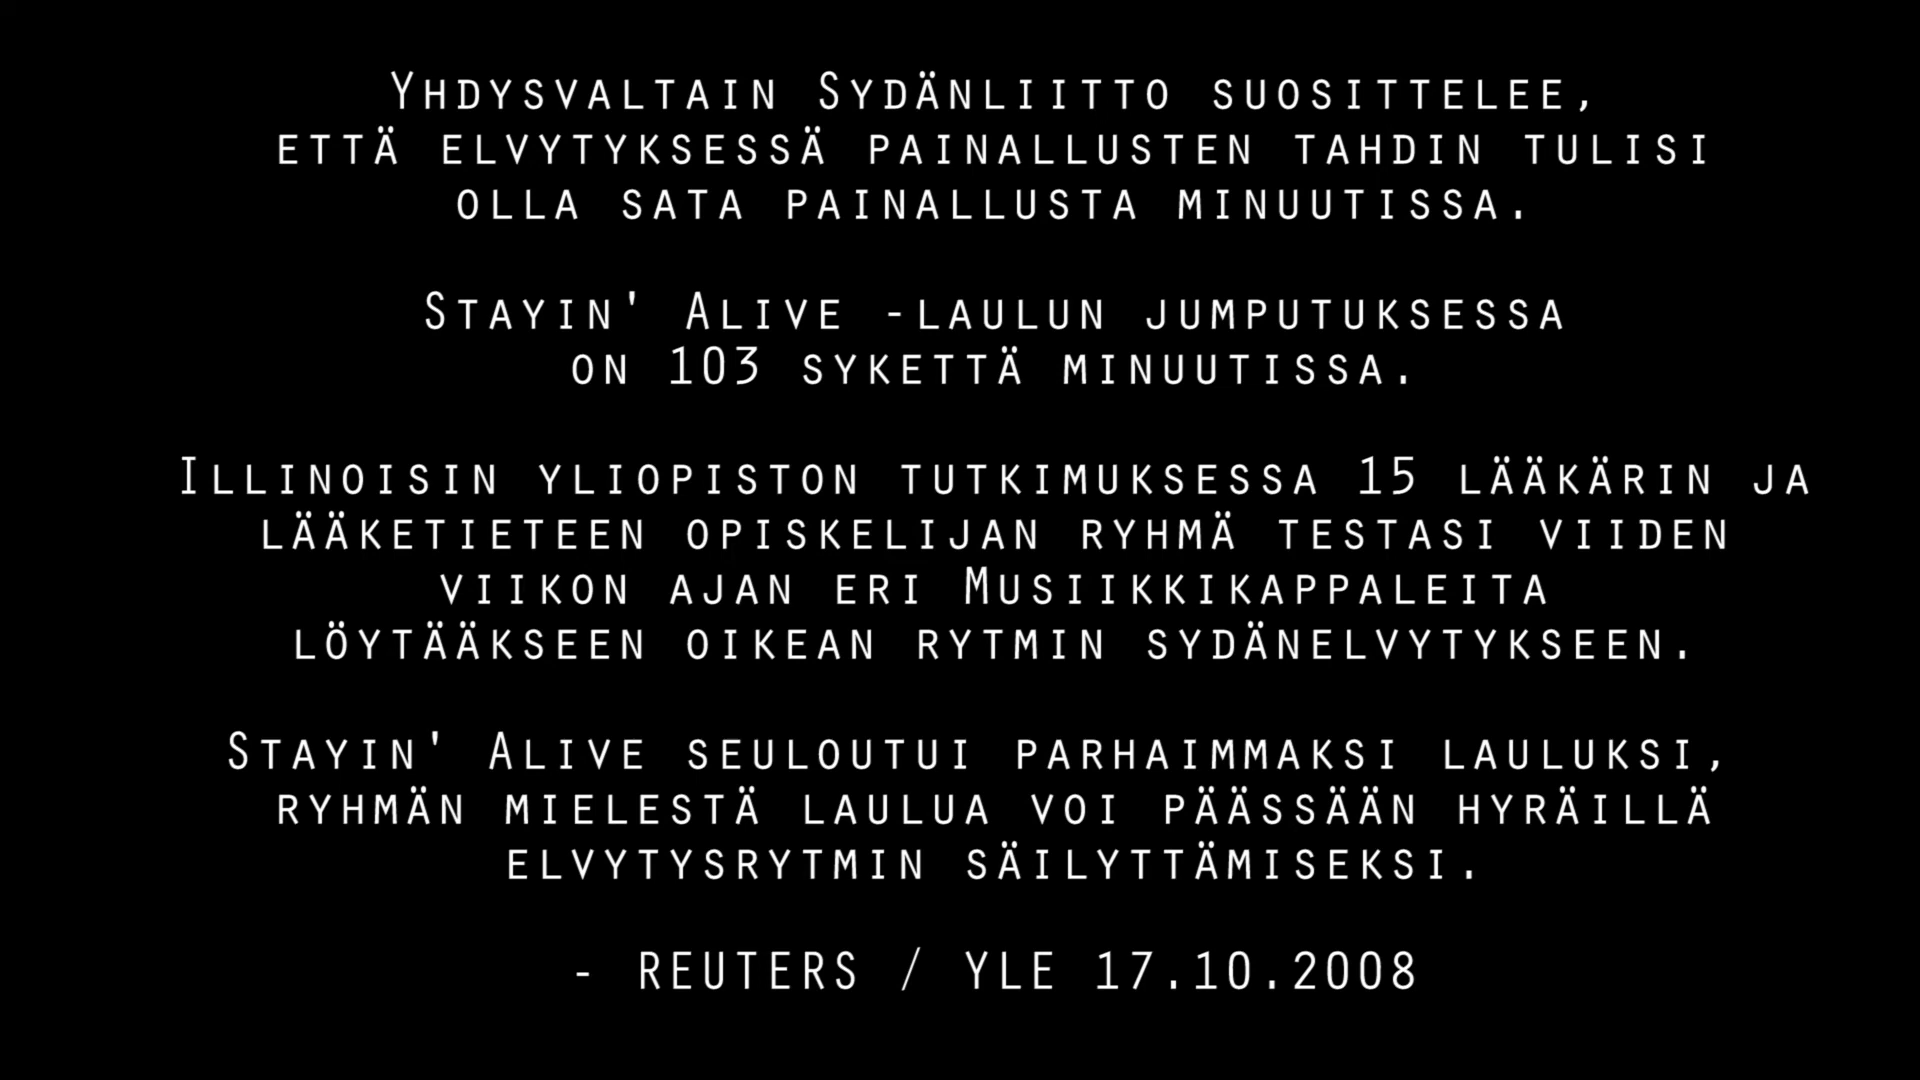 Yhdysvaltain Sydänliitto suosittelee,
että elvytyksessä painallusten tahdin tulisi
olla sata painallusta minuutissa.
Stayin' Alive -laulun jumputuksessa
on 103 sykettä minuutissa.
Illinoisin yliopiston tutkimuksessa 15 lääkärin ja
lääketieteen opiskelijan ryhmä testasi viiden
viikon ajan eri Musiikkikappaleita
löytääkseen oikean rytmin sydänelvytykseen.
Stayin' Alive seuloutui parhaimmaksi lauluksi,
ryhmän mielestä laulua voi päässään hyräillä
elvytysrytmin säilyttämiseksi.
- REUTERS / YLE 17.10.2008